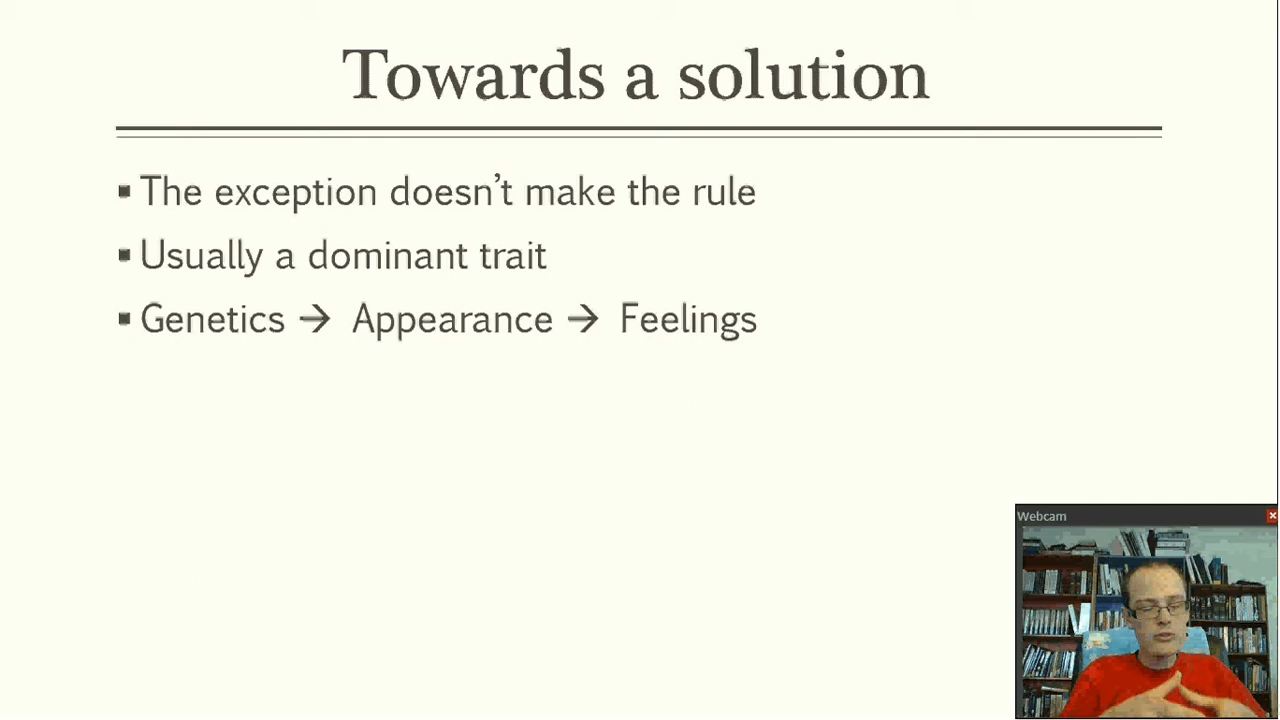 Towards a solution
▪ The exception doesn’t make the rule
▪ Usually a dominant trait
▪ Genetics → Appearance → Feelings
Webcam